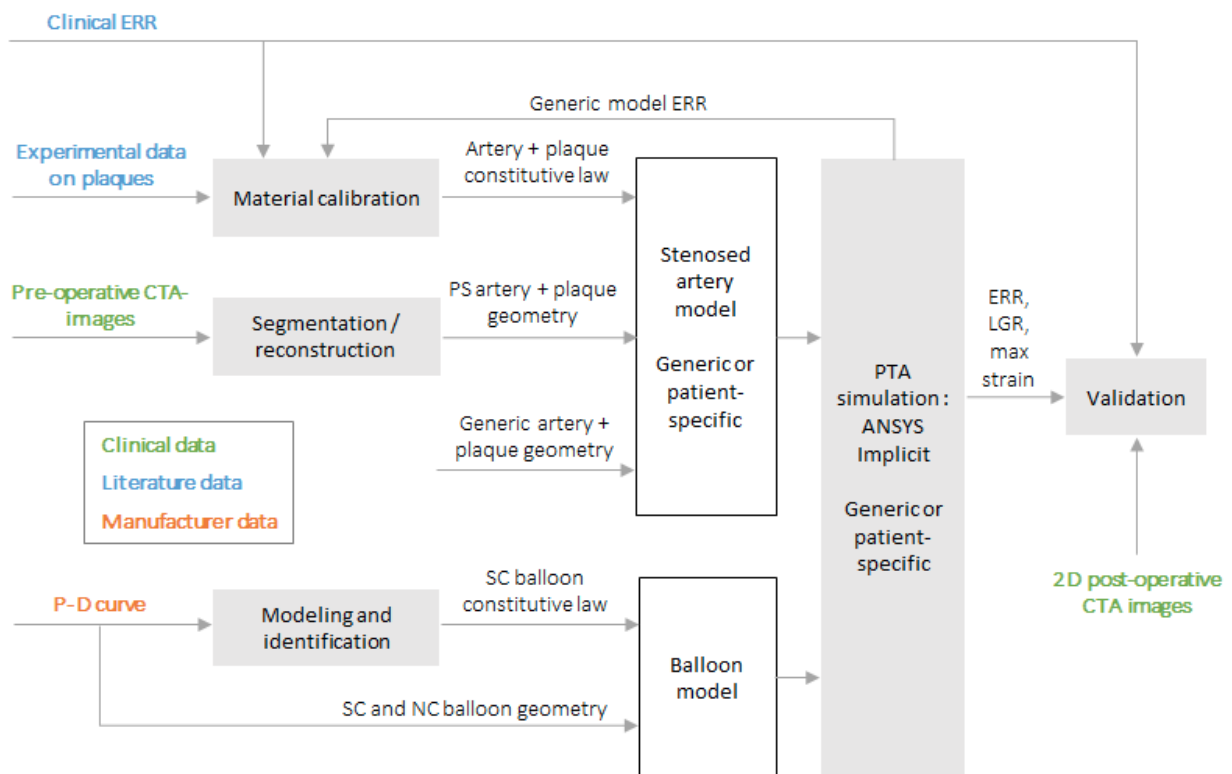 Clinical ERR
Generic model ERR
Experimental data
on plaques
Material calibration
Artery + plaque
constitutive law
Pre-operative CTA-
images
Segmentation /
reconstruction
PS artery + plaque
geometry
Generic artery +
plaque geometry
Stenosed
artery
model
Generic or
patient-
specific
PTA
simulation :
ANSYS
Implicit
Generic or
patient-
specific
ERR,
LGR,
max
strain
Validation
2D post-operative
CTA images
Clinical data
Literature data
Manufacturer data
P-D curve
Modeling and
identification
SC balloon
constitutive law
SC and NC balloon geometry
Balloon
model